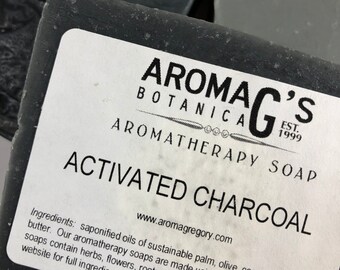 AROMAG'S
BOTANICA
EST.
1999
AROMATHERAPY SOAP
ACTIVATED CHARCOAL
www.aromagregory.com
Ingredients: saponified oils of sustainable palm, olive,
butter. Our aromatherapy soaps are made
soaps contain herbs, flowers,
website for full